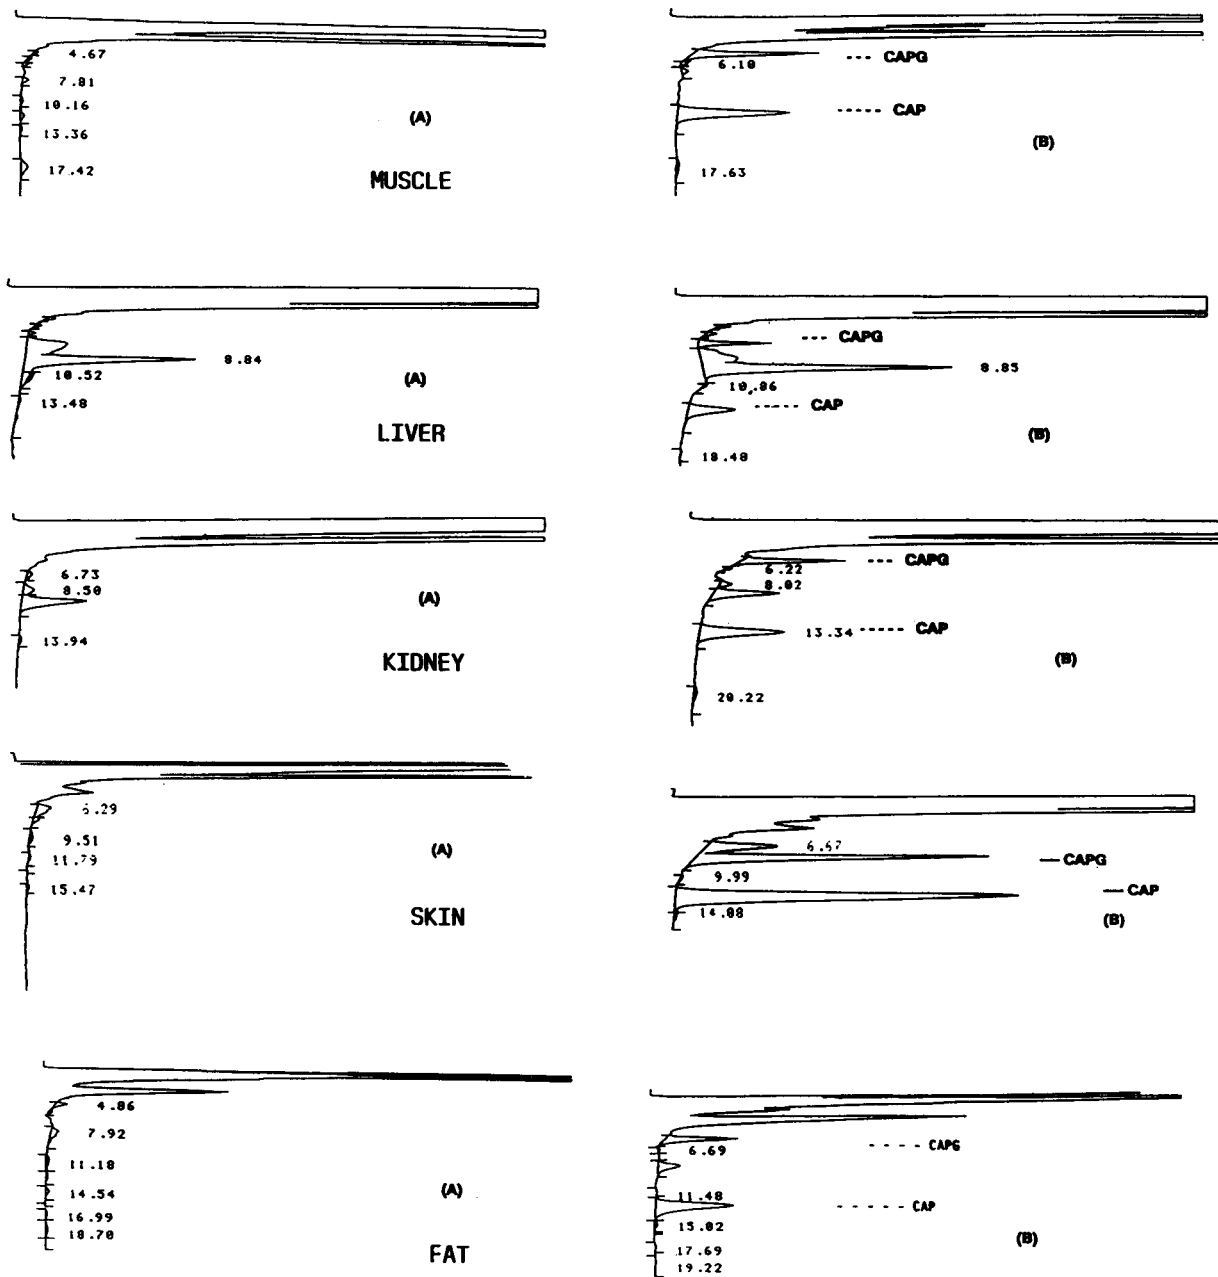 4.67
7.81
10.16
13.36
17.42
(A)
MUSCLE
6.10
--- CAPG
----- CAP
(B)
17.63
8.84
10.52
13.48
(A)
LIVER
--- CAPG
8.85
10.86
----- CAP
18.48
(B)
6.73
8.50
13.94
(A)
KIDNEY
6.22
8.02
--- CAPG
13.34 ----- CAP
20.22
(B)
6.29
9.51
11.79
15.47
(A)
SKIN
6.67
— CAPG
9.99
— CAP
14.08
(B)
4.86
7.92
11.18
14.54
16.99
18.70
(A)
FAT
6.69
- - - - CAPG
11.48
- - - - - CAP
15.02
17.69
19.22
(B)